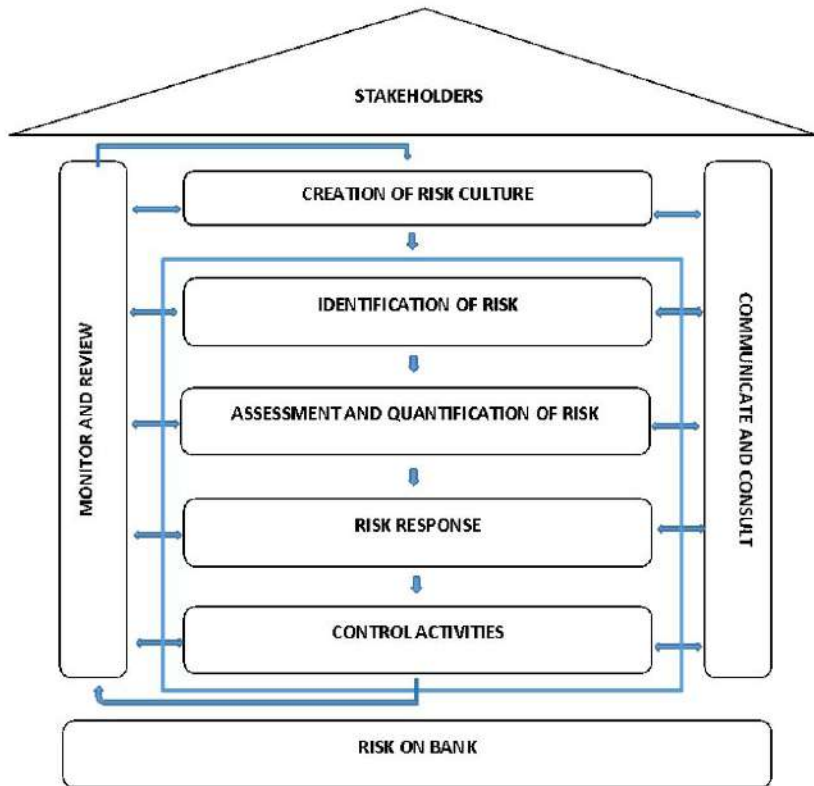 STAKEHOLDERS
CREATION OF RISK CULTURE
IDENTIFICATION OF RISK
ASSESSMENT AND QUANTIFICATION OF RISK
RISK RESPONSE
CONTROL ACTIVITIES
MONITOR AND REVIEW
COMMUNICATE AND CONSULT
RISK ON BANK